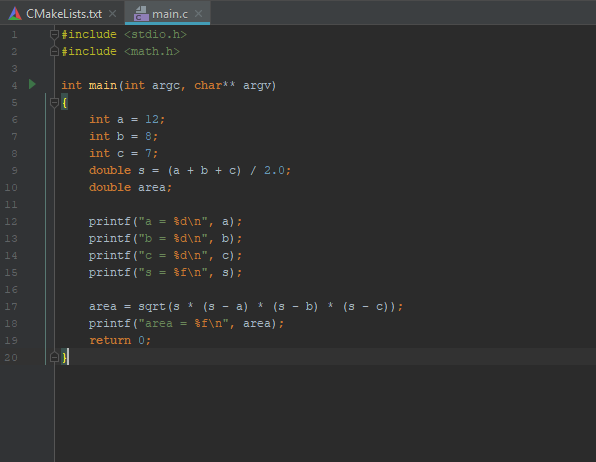 CMakeLists.txt main.c
1 #include <stdio.h>
2 #include <math.h>
3
4 int main(int argc, char** argv)
5 {
6 int a = 12;
7 int b = 8;
8 int c = 7;
9 double s = (a + b + c) / 2.0;
10 double area;
11
12 printf("a = %d\n", a);
13 printf("b = %d\n", b);
14 printf("c = %d\n", c);
15 printf("s = %f\n", s);
16
17 area = sqrt(s * (s - a) * (s - b) * (s - c));
18 printf("area = %f\n", area);
19 return 0;
20 }